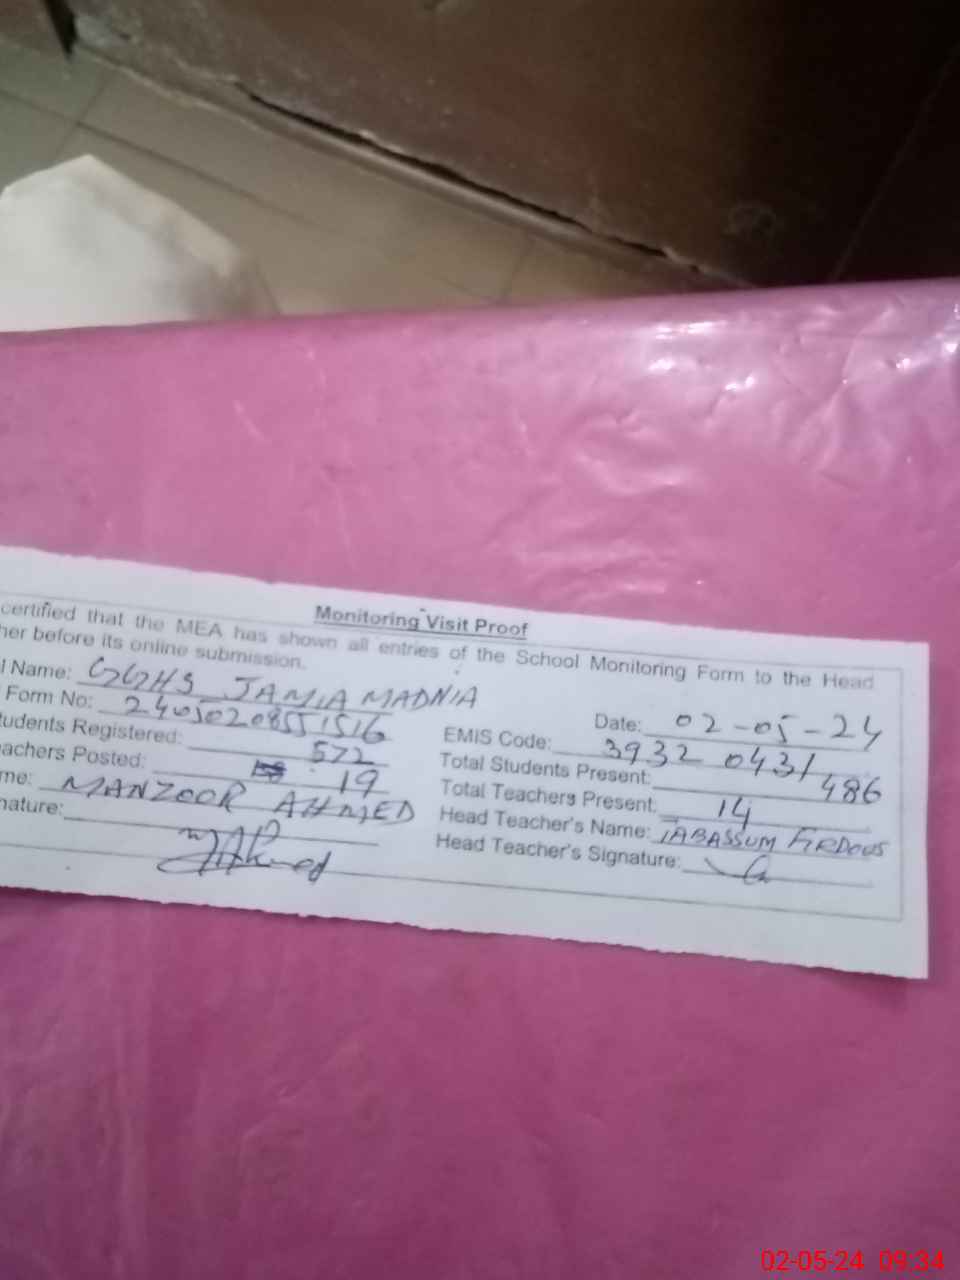 Monitoring Visit Proof
certified that the MEA has shown all entries of the School Monitoring Form to the Head
her before its online submission.
l Name: GGHS JAMIA MADNIA
Date: 02-05-24
Form No: 24050208551516
EMIS Code: 39320431
tudents Registered: 572
Total Students Present: 486
achers Posted: 19
Total Teachers Present: 14
me: MANZOOR AHMED
Head Teacher's Name: TABASSUM FIRDOUS
nature:
Head Teacher's Signature:
02-05-24 09:34